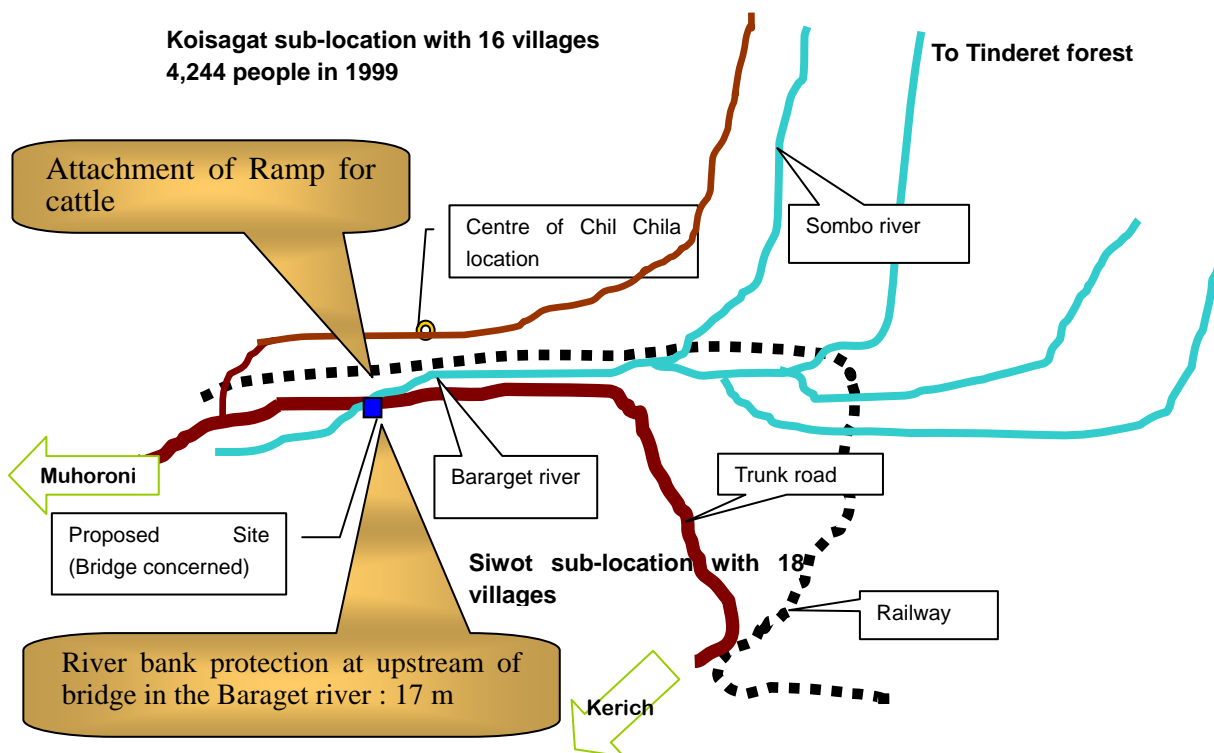 Koisagat sub-location with 16 villages
4,244 people in 1999
To Tinderet forest
Attachment of Ramp for
cattle
Centre of Chil Chila
location
Sombo river
Muhoroni
Bararget river
Trunk road
Proposed Site
(Bridge concerned)
Siwot sub-location with 18
villages
Railway
River bank protection at upstream of
bridge in the Baraget river : 17 m
Kerich